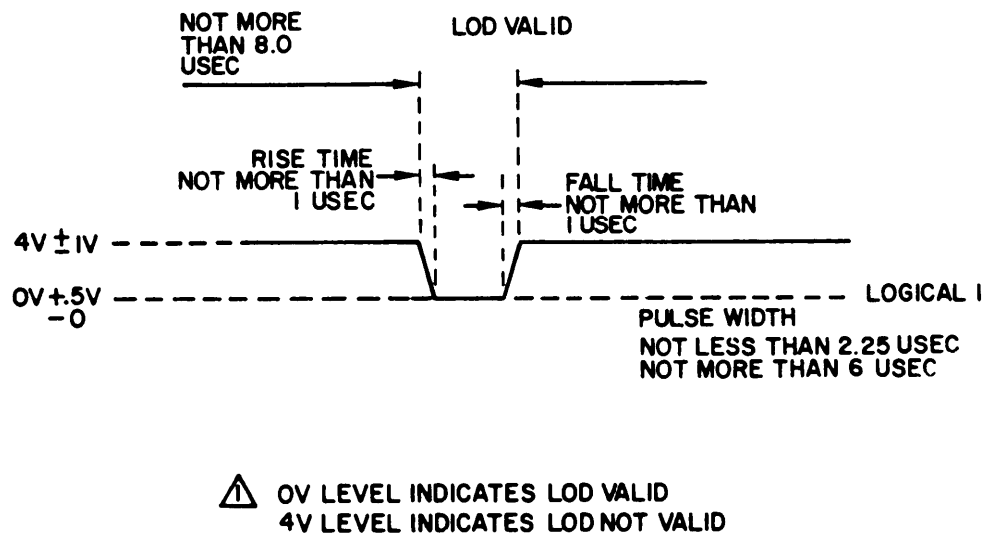 NOT MORE
THAN 8.0
USEC
LOD VALID
RISE TIME
NOT MORE THAN
1 USEC
FALL TIME
NOT MORE THAN
1 USEC
4V ± 1V
0V +.5V
-0
LOGICAL 1
PULSE WIDTH
NOT LESS THAN 2.25 USEC
NOT MORE THAN 6 USEC
1 0V LEVEL INDICATES LOD VALID
4V LEVEL INDICATES LOD NOT VALID